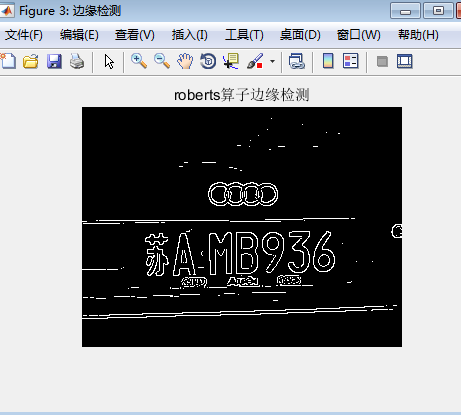 Figure 3: 边缘检测
文件(F) 编辑(E) 查看(V) 插入(I) 工具(T) 桌面(D) 窗口(W) 帮助(H)
roberts算子边缘检测
苏A·MB936
Audi